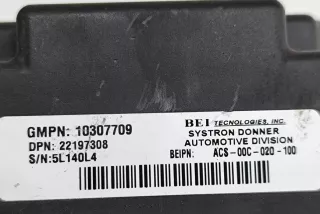 GMPN: 10307709
DPN: 22197308
S/N:5L140L4
BEI TECHNOLOGIES, INC.
SYSTRON DONNER
AUTOMOTIVE DIVISION
BEIPN: ACS-00C-020-100